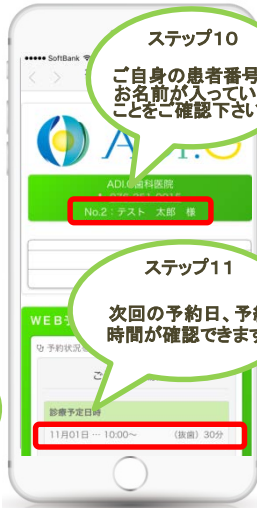 ステップ10
ご自身の患者番号
お名前が入ってい
ことをご確認下さい
SoftBank
ADI.O歯科医院
No.2：テスト 太郎 様
ステップ11
次回の予約日、予
時間が確認できます
WEB
予約状況
ご
診療予定日時
11月01日 --- 10:00～ （抜歯）30分